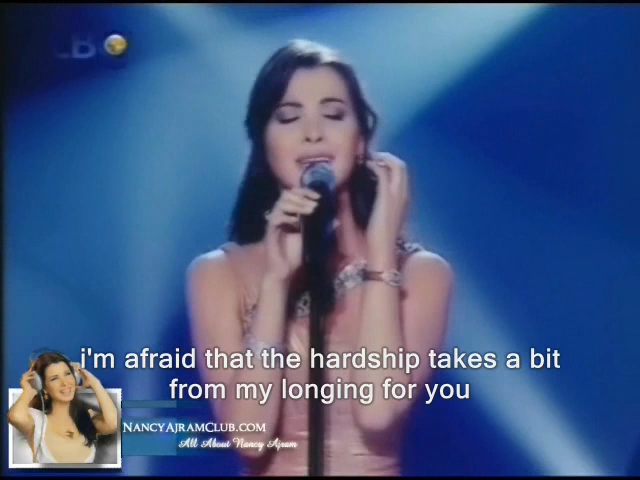 LBC
i'm afraid that the hardship takes a bit
from my longing for you
NANCYAJRAMCLUB.COM
All About Nancy Ajram